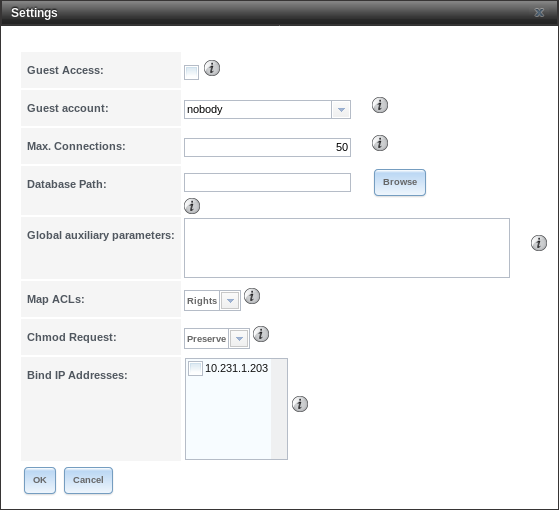 Settings
Guest Access:
Guest account: nobody
Max. Connections: 50
Database Path: Browse
Global auxiliary parameters:
Map ACLs: Rights
Chmod Request: Preserve
Bind IP Addresses: 10.231.1.203
OK Cancel